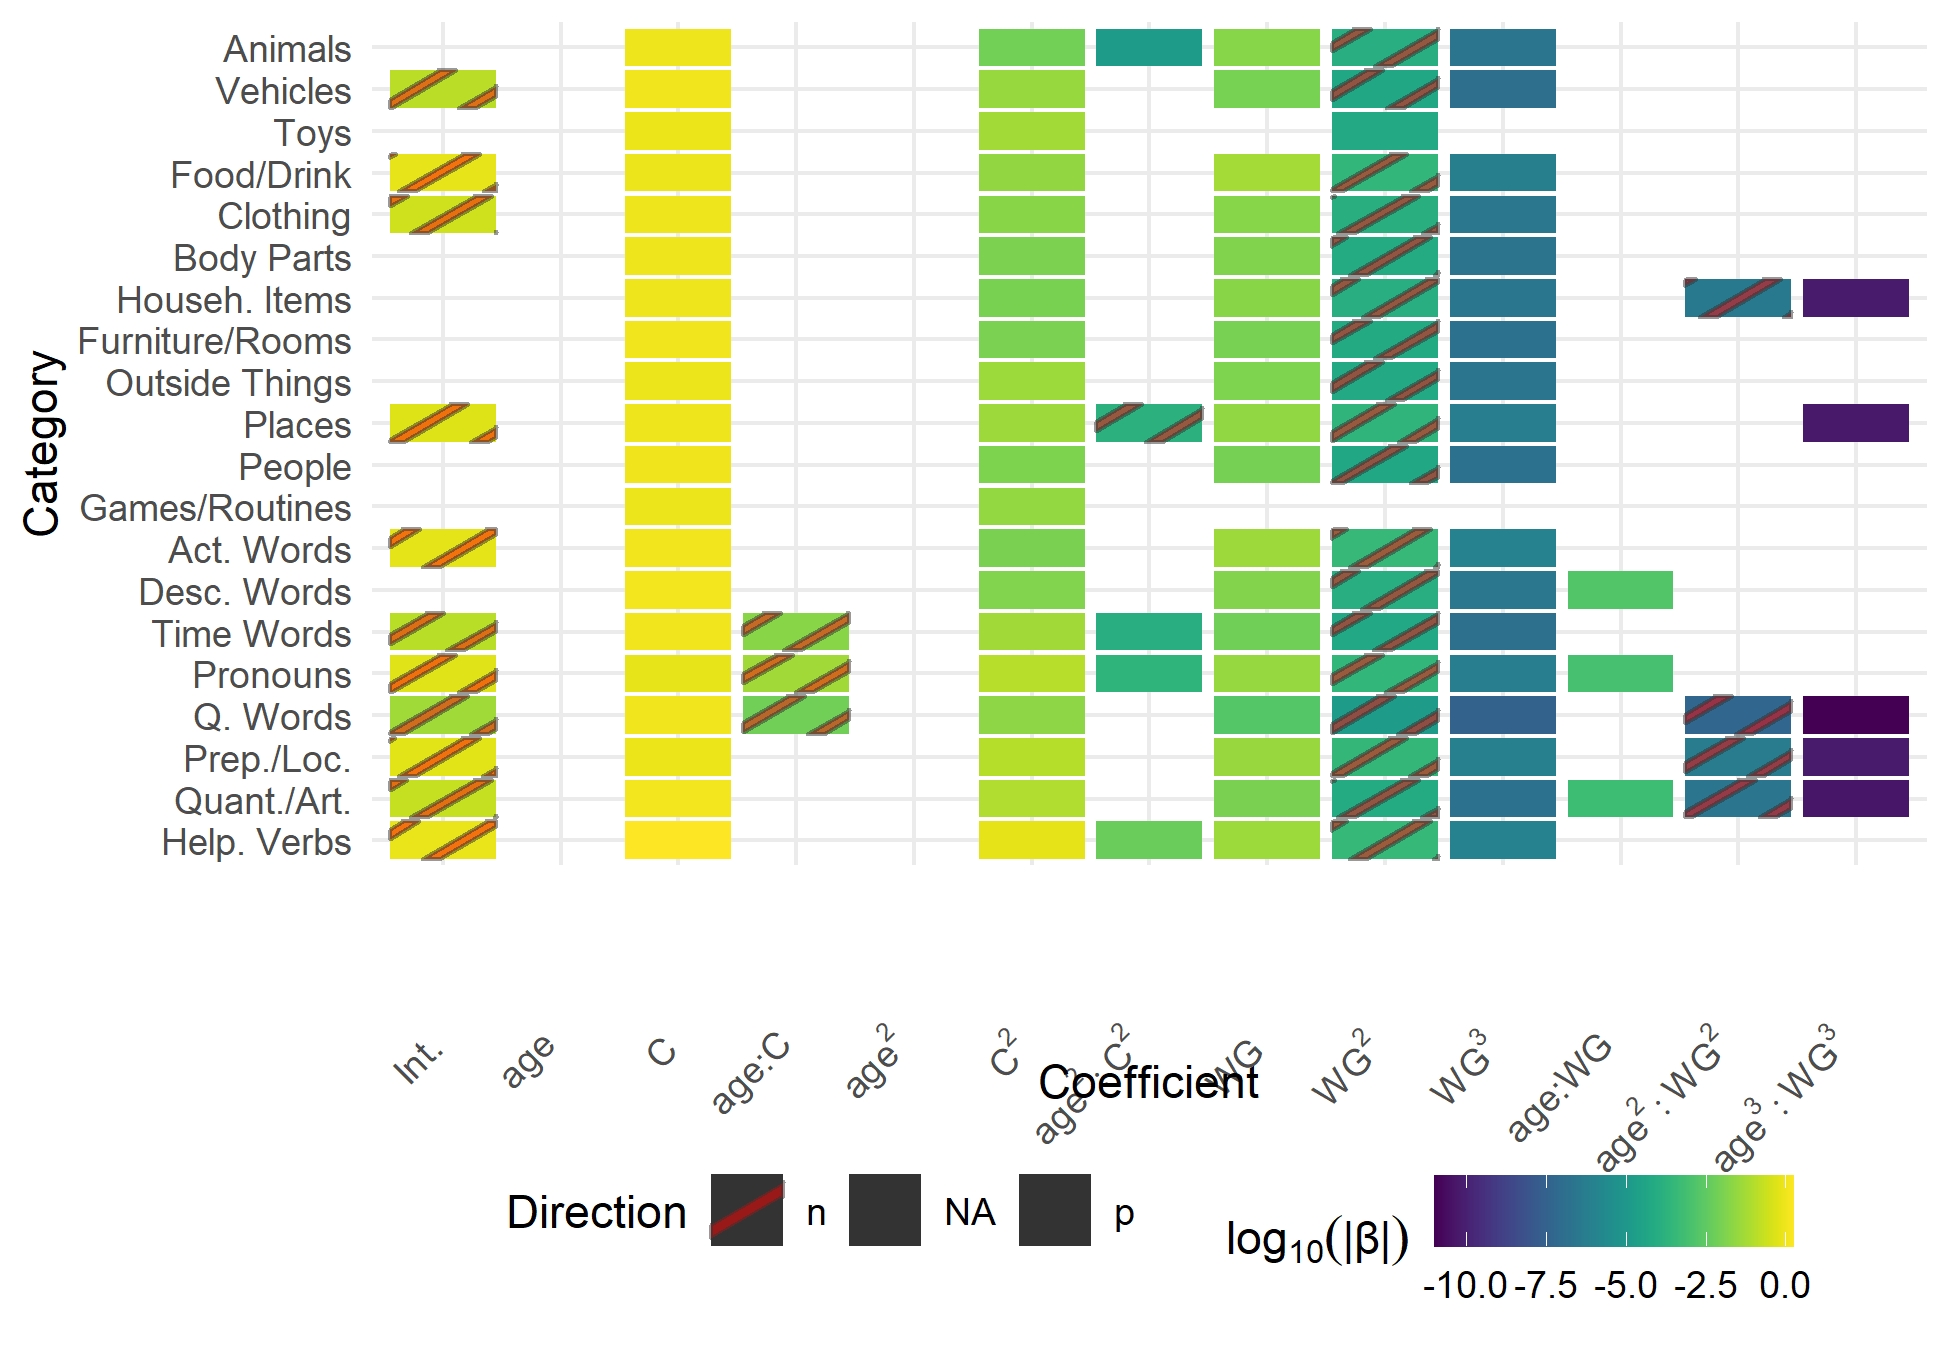 Category
Animals
Vehicles
Toys
Food/Drink
Clothing
Body Parts
Househ. Items
Furniture/Rooms
Outside Things
Places
People
Games/Routines
Act. Words
Desc. Words
Time Words
Pronouns
Q. Words
Prep./Loc.
Quant./Art.
Help. Verbs
Int.
age
C
age:C
age²
C²
age²:C²
WG
WG²
WG³
age:WG
age²:WG²
age³:WG³
Coefficient
Direction n NA p
log₁₀(|β|)
-10.0 -7.5 -5.0 -2.5 0.0